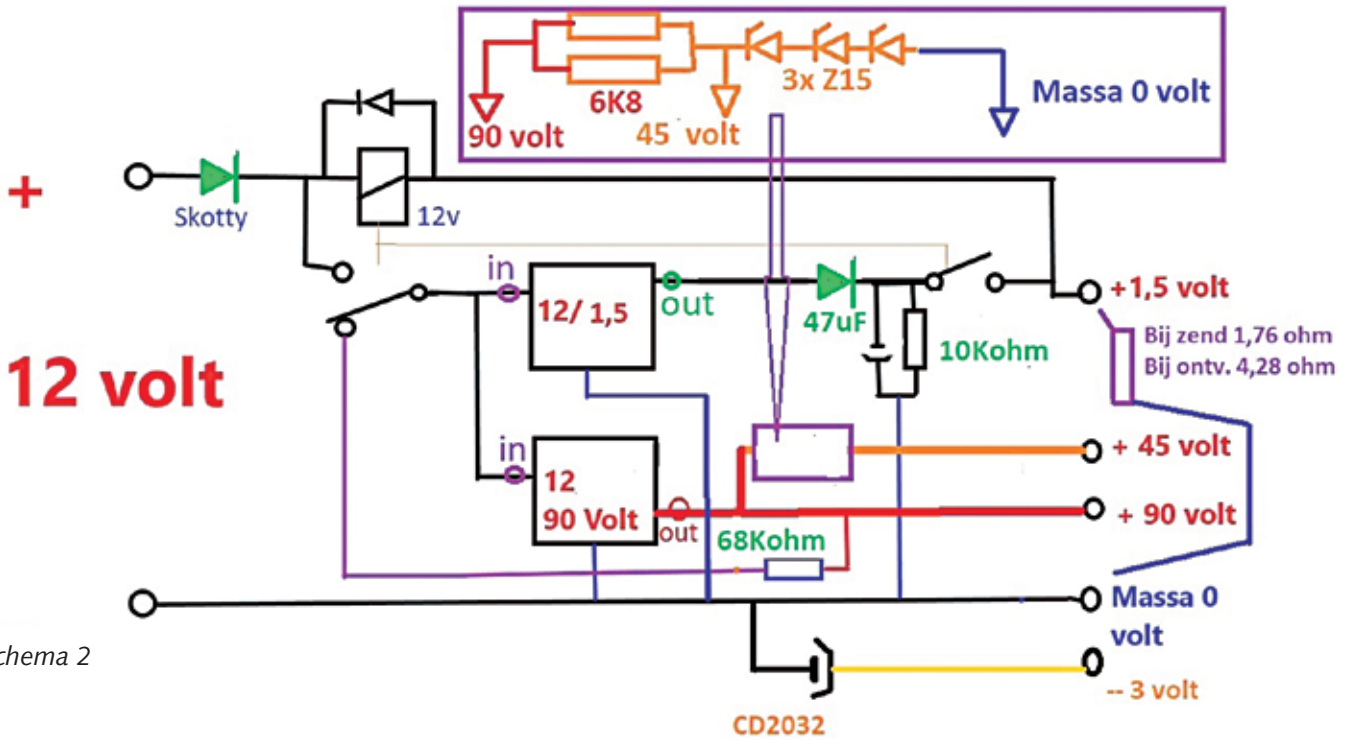 6K8
3x Z15
90 volt
45 volt
Massa 0 volt
+
Skotty
12v
12 volt
in
12/ 1,5
out
47uF
10Kohm
+1,5 volt
Bij zend 1,76 ohm
Bij ontv. 4,28 ohm
in
12
90 Volt
out
68Kohm
+ 45 volt
+ 90 volt
Massa 0
volt
chema 2
-- 3 volt
CD2032